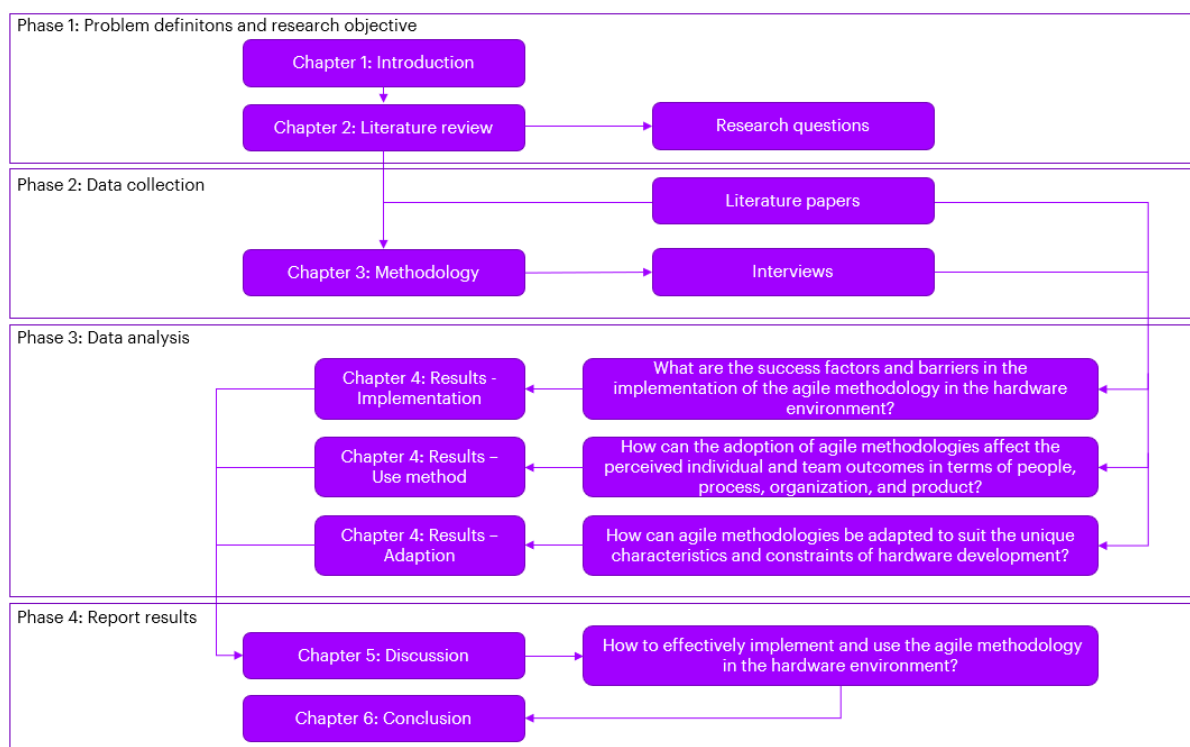 Phase 1: Problem definitons and research objective
Chapter 1: Introduction
Chapter 2: Literature review
Research questions
Phase 2: Data collection
Literature papers
Chapter 3: Methodology
Interviews
Phase 3: Data analysis
Chapter 4: Results -
Implementation
What are the success factors and barriers in the
implementation of the agile methodology in the hardware
environment?
Chapter 4: Results –
Use method
How can the adoption of agile methodologies affect the
perceived individual and team outcomes in terms of people,
process, organization, and product?
Chapter 4: Results –
Adaption
How can agile methodologies be adapted to suit the unique
characteristics and constraints of hardware development?
Phase 4: Report results
Chapter 5: Discussion
How to effectively implement and use the agile methodology
in the hardware environment?
Chapter 6: Conclusion